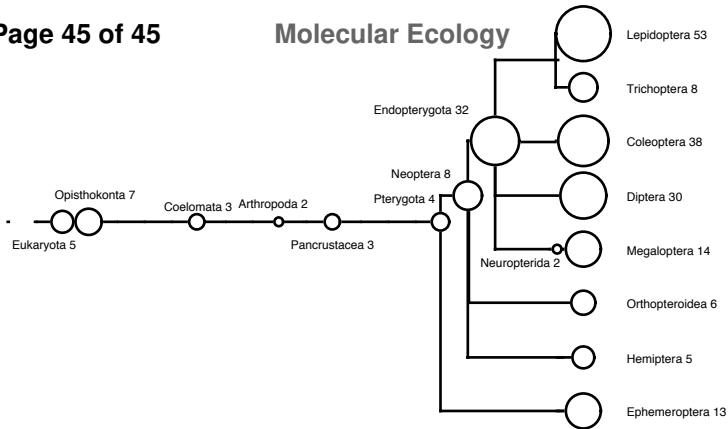 Page 45 of 45
Molecular Ecology
Lepidoptera 53
Trichoptera 8
Endopterygota 32
Coleoptera 38
Neoptera 8
Opisthokonta 7
Pterygota 4
Diptera 30
Coelomata 3
Arthropoda 2
Eukaryota 5
Pancrustacea 3
Neuropterida 2
Megaloptera 14
Orthopteroidea 6
Hemiptera 5
Ephemeroptera 13